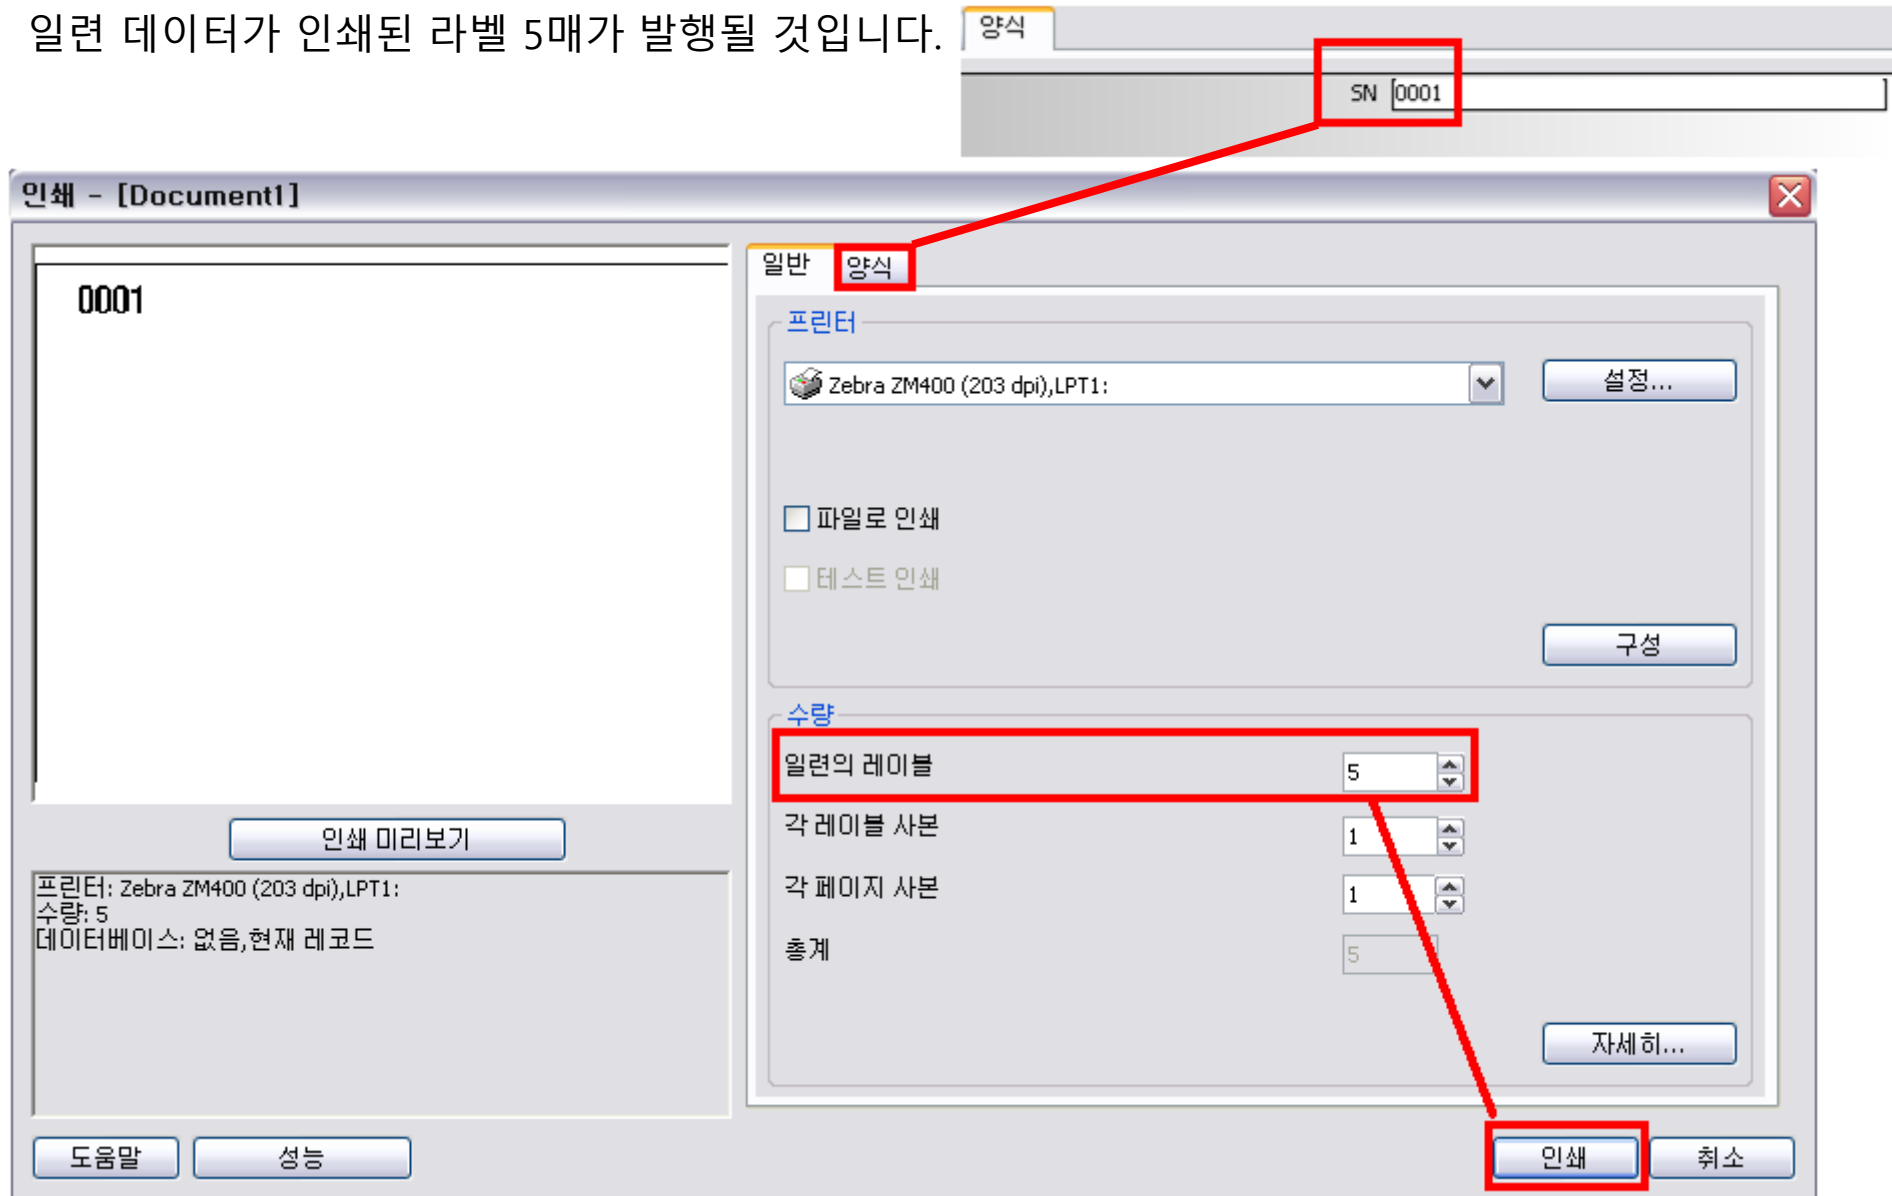 일련 데이터가 인쇄된 라벨 5매가 발행될 것입니다.
양식
SN [0001 ]
인쇄 - [Document1]
0001
일반 양식
프린터
Zebra ZM400 (203 dpi),LPT1:
설정...
파일로 인쇄
테스트 인쇄
구성
수량
일련의 레이블 5
각 레이블 사본 1
각 페이지 사본 1
총계 5
자세히...
인쇄 미리보기
프린터: Zebra ZM400 (203 dpi),LPT1:
수량: 5
데이터베이스: 없음,현재 레코드
도움말 성능 인쇄 취소